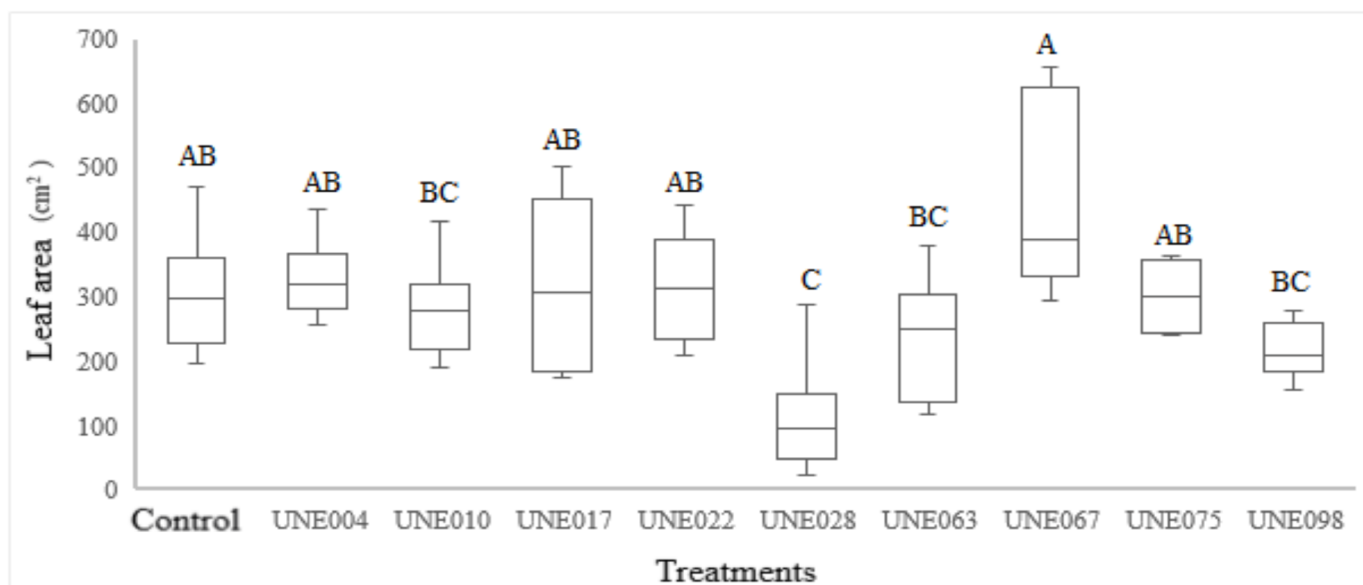 Leaf area (cm²)
700
600
500
400
300
200
100
0
AB
AB
BC
AB
AB
C
BC
A
AB
BC
Control UNE004 UNE010 UNE017 UNE022 UNE028 UNE063 UNE067 UNE075 UNE098
Treatments